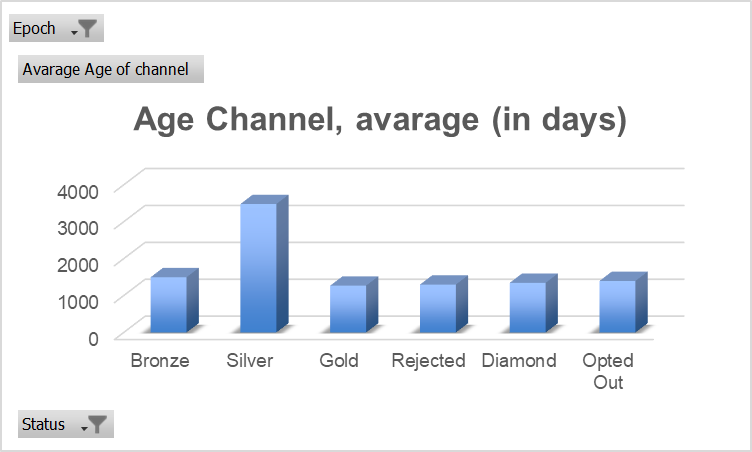 Epoch
Avarage Age of channel
Age Channel, avarage (in days)
4000
3000
2000
1000
0
Bronze
Silver
Gold
Rejected
Diamond
Opted
Out
Status